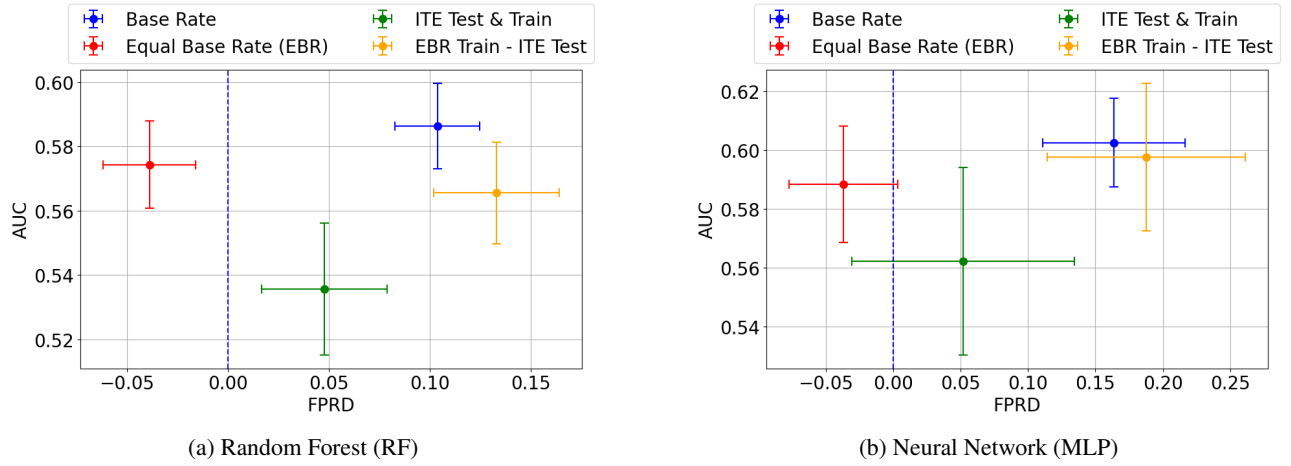 Base Rate
ITE Test & Train
Equal Base Rate (EBR)
EBR Train - ITE Test
0.60
0.58
0.56
0.54
0.52
AUC
−0.05 0.00 0.05 0.10 0.15
FPRD
(a) Random Forest (RF)
Base Rate
ITE Test & Train
Equal Base Rate (EBR)
EBR Train - ITE Test
0.62
0.60
0.58
0.56
0.54
AUC
−0.05 0.00 0.05 0.10 0.15 0.20 0.25
FPRD
(b) Neural Network (MLP)